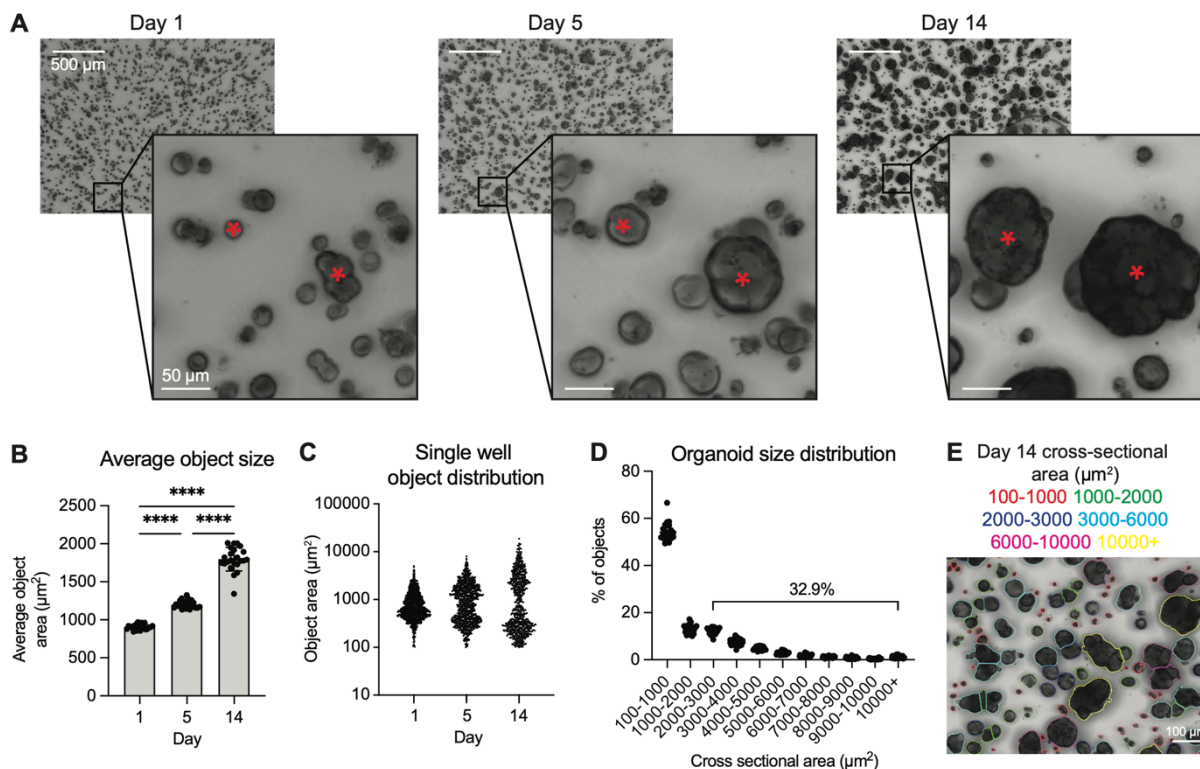 A
Day 1
Day 5
Day 14
500 µm
*
*
*
*
*
*
50 µm
B
Average object size
****
****
****
2500
2000
1500
1000
500
0
Average object
area (µm²)
1
5
14
Day
C
Single well
object distribution
100000
10000
1000
100
10
Object area (µm²)
1
5
14
Day
D
Organoid size distribution
80
60
40
20
0
% of objects
32.9%
100-1000
1000-2000
2000-3000
3000-4000
4000-5000
5000-6000
6000-7000
7000-8000
8000-9000
9000-10000
10000+
Cross sectional area (µm²)
E
Day 14 cross-sectional
area (µm²)
100-1000 1000-2000
2000-3000 3000-6000
6000-10000 10000+
100 µm